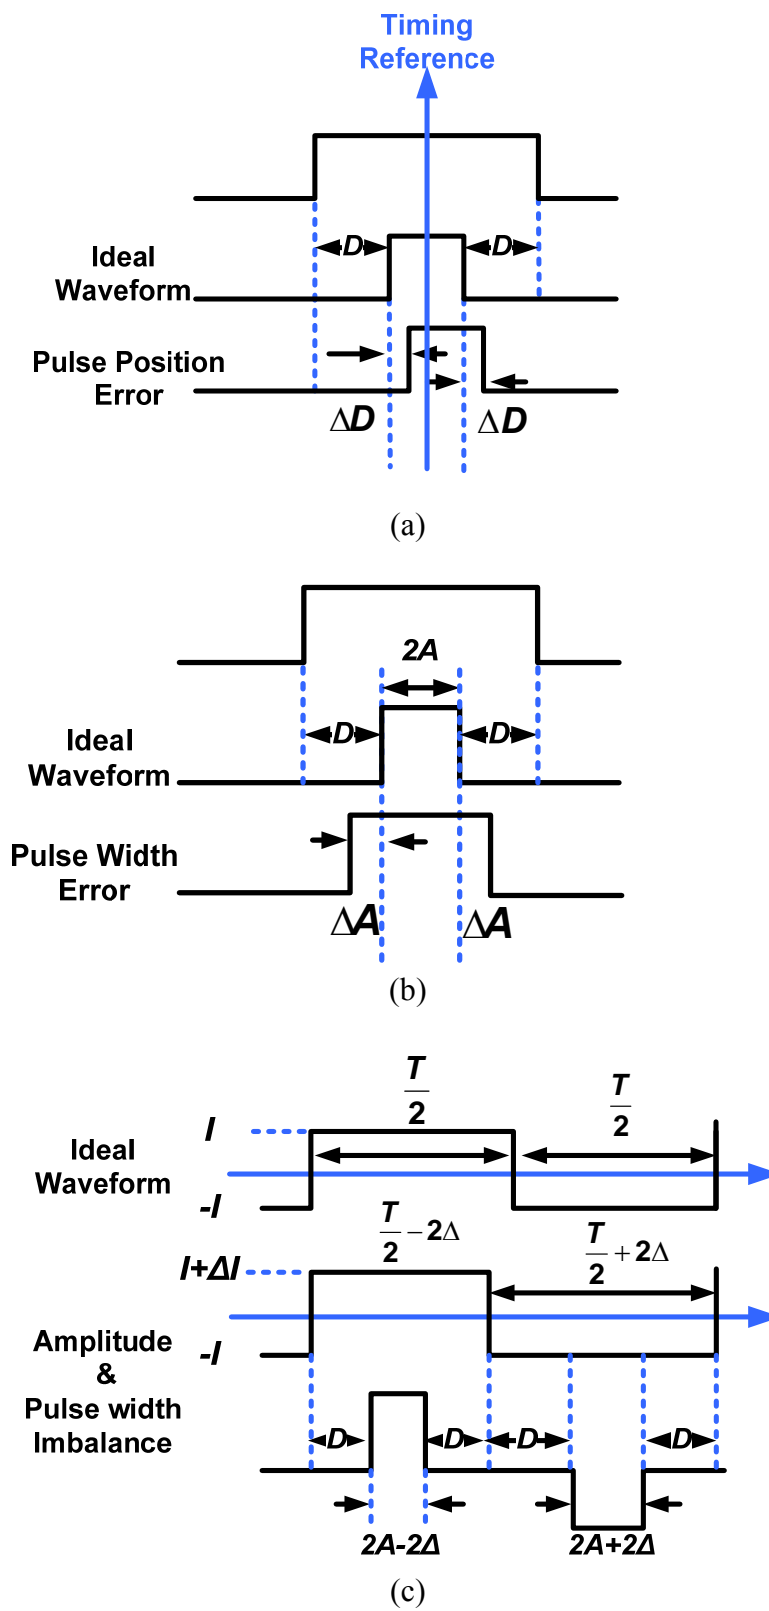 Timing
Reference
D
D
Ideal
Waveform
Pulse Position
Error
ΔD
ΔD
(a)
2A
D
D
Ideal
Waveform
Pulse Width
Error
ΔA
ΔA
(b)
T/2
T/2
I
Ideal
Waveform
-I
T/2 - 2Δ
T/2 + 2Δ
I+ΔI
-I
Amplitude
&
Pulse width
Imbalance
D
D
D
D
2A-2Δ
2A+2Δ
(c)